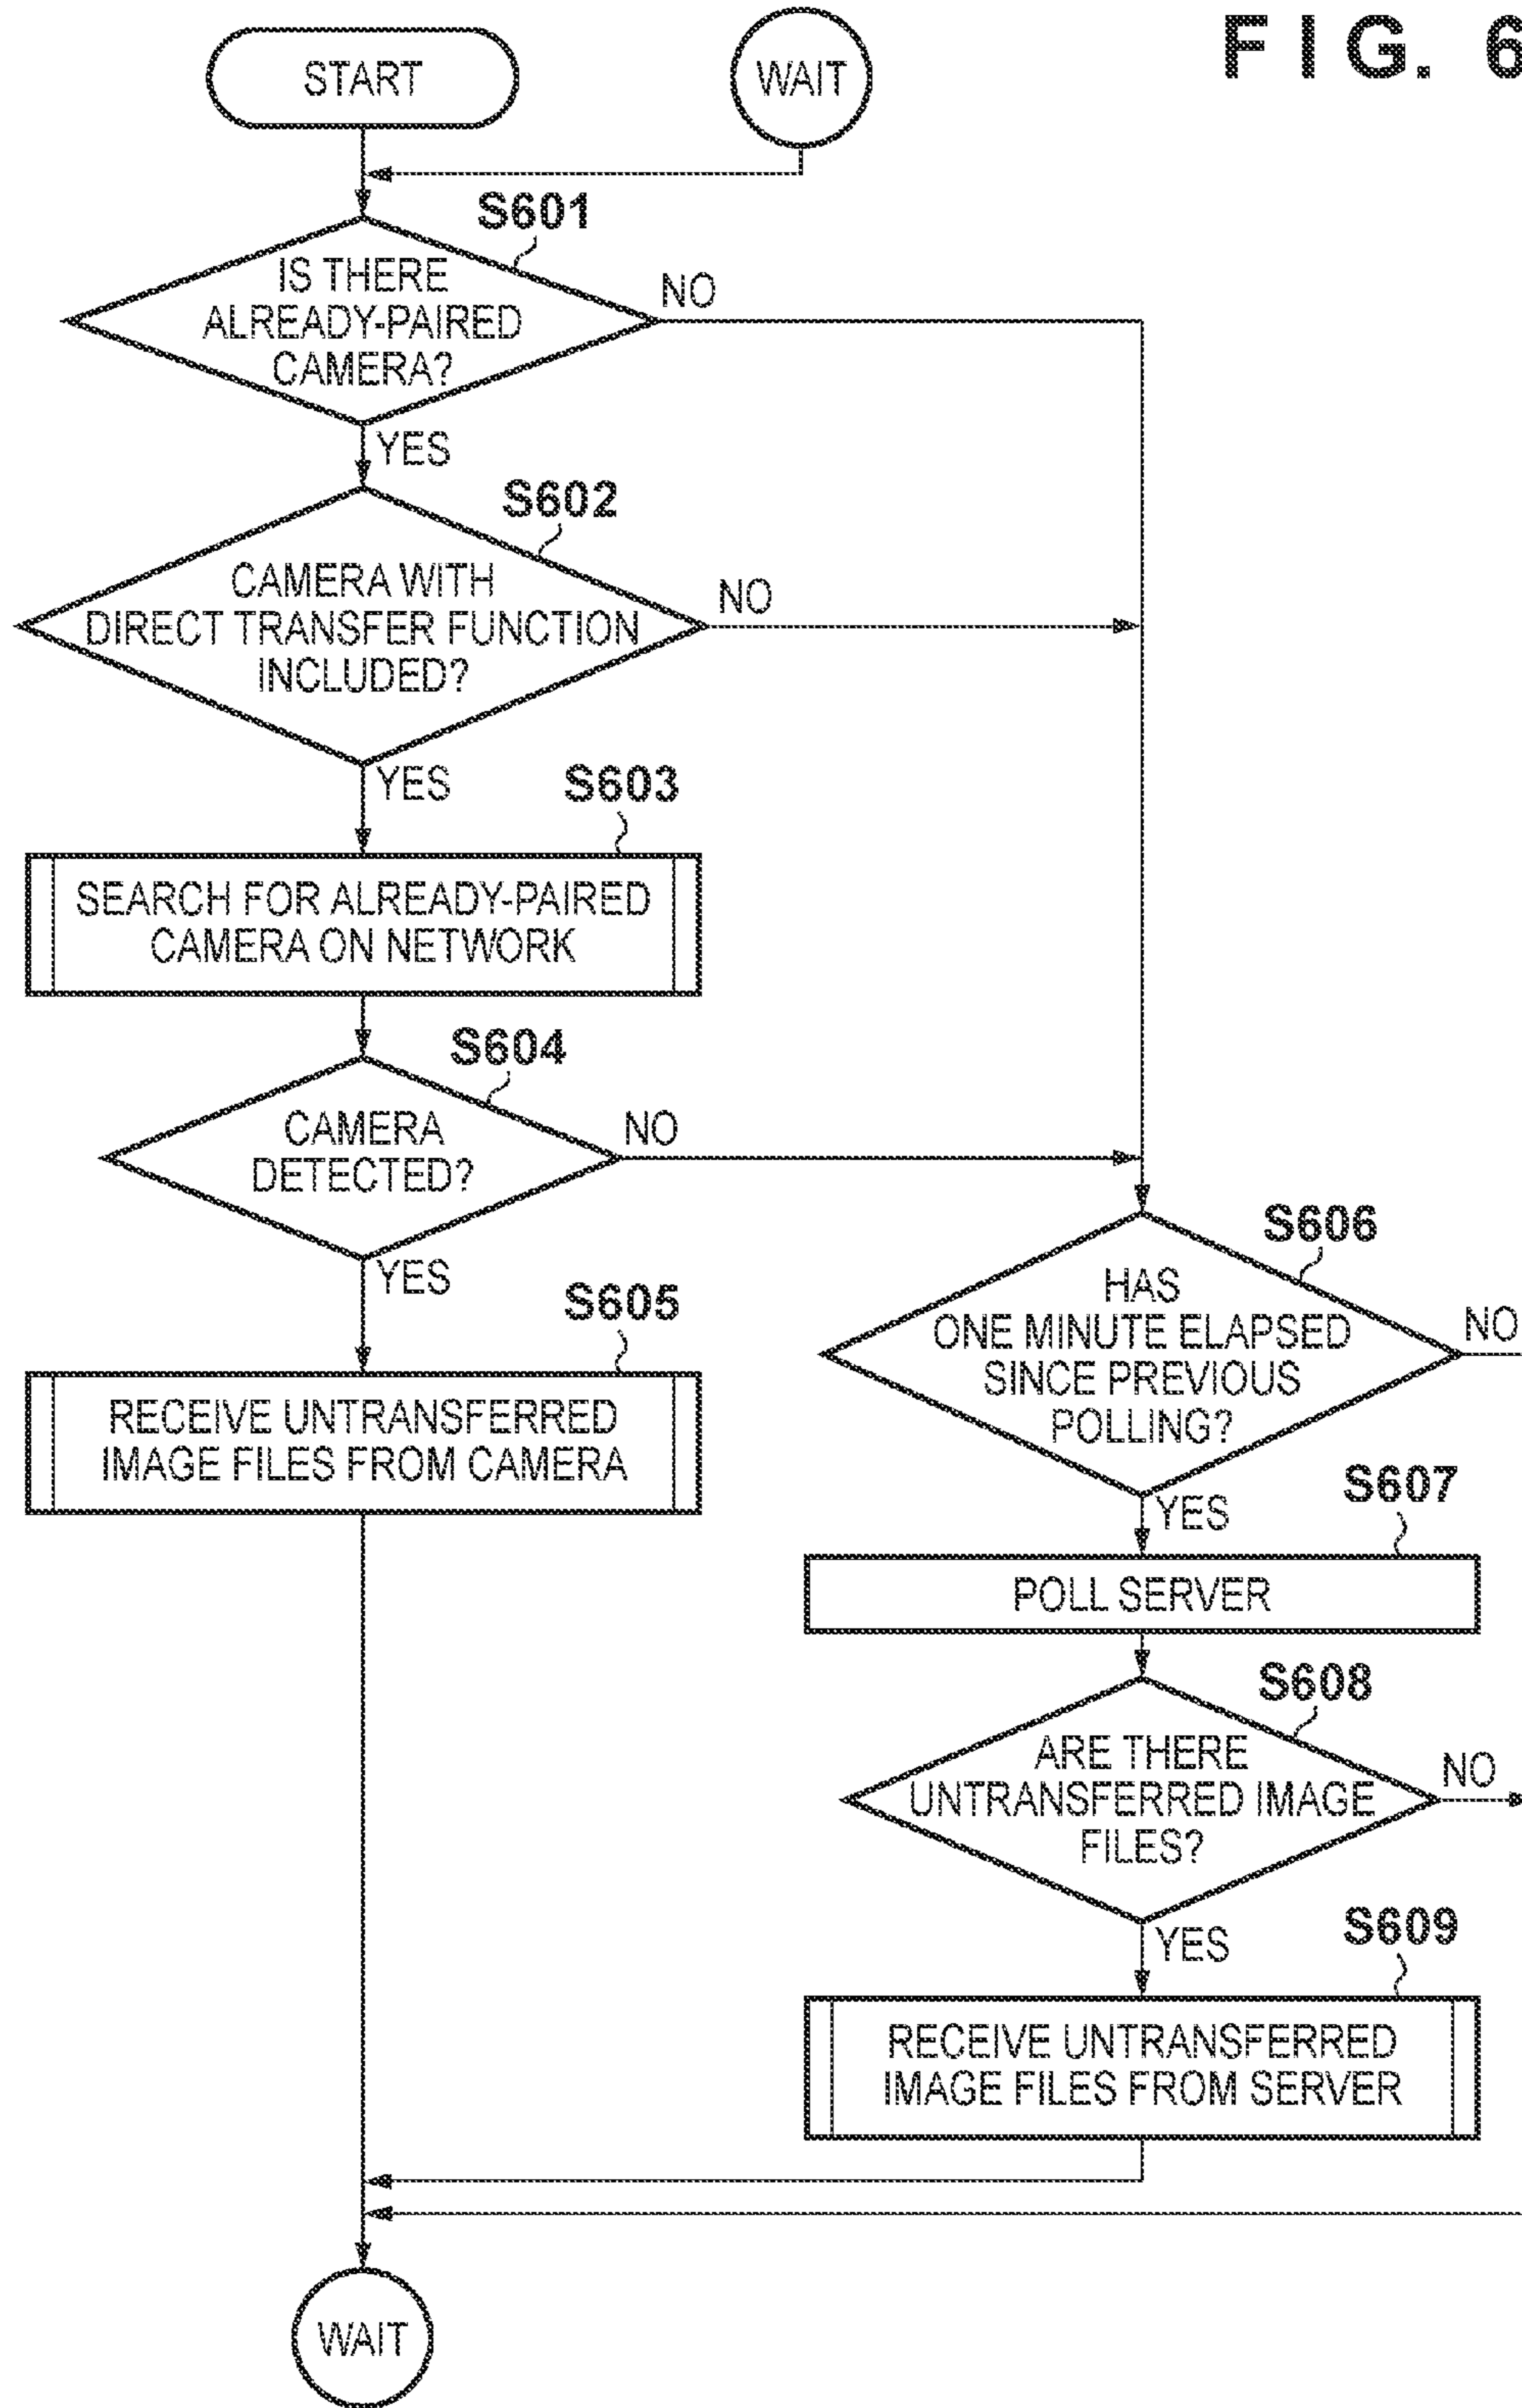 FIG. 6
START
WAIT
S601
IS THERE
ALREADY-PAIRED
CAMERA?
NO
YES
S602
CAMERA WITH
DIRECT TRANSFER FUNCTION
INCLUDED?
NO
YES
S603
SEARCH FOR ALREADY-PAIRED
CAMERA ON NETWORK
S604
CAMERA
DETECTED?
NO
YES
S605
RECEIVE UNTRANSFERRED
IMAGE FILES FROM CAMERA
S606
HAS
ONE MINUTE ELAPSED
SINCE PREVIOUS
POLLING?
NO
YES
S607
POLL SERVER
S608
ARE THERE
UNTRANSFERRED IMAGE
FILES?
NO
YES
S609
RECEIVE UNTRANSFERRED
IMAGE FILES FROM SERVER
WAIT